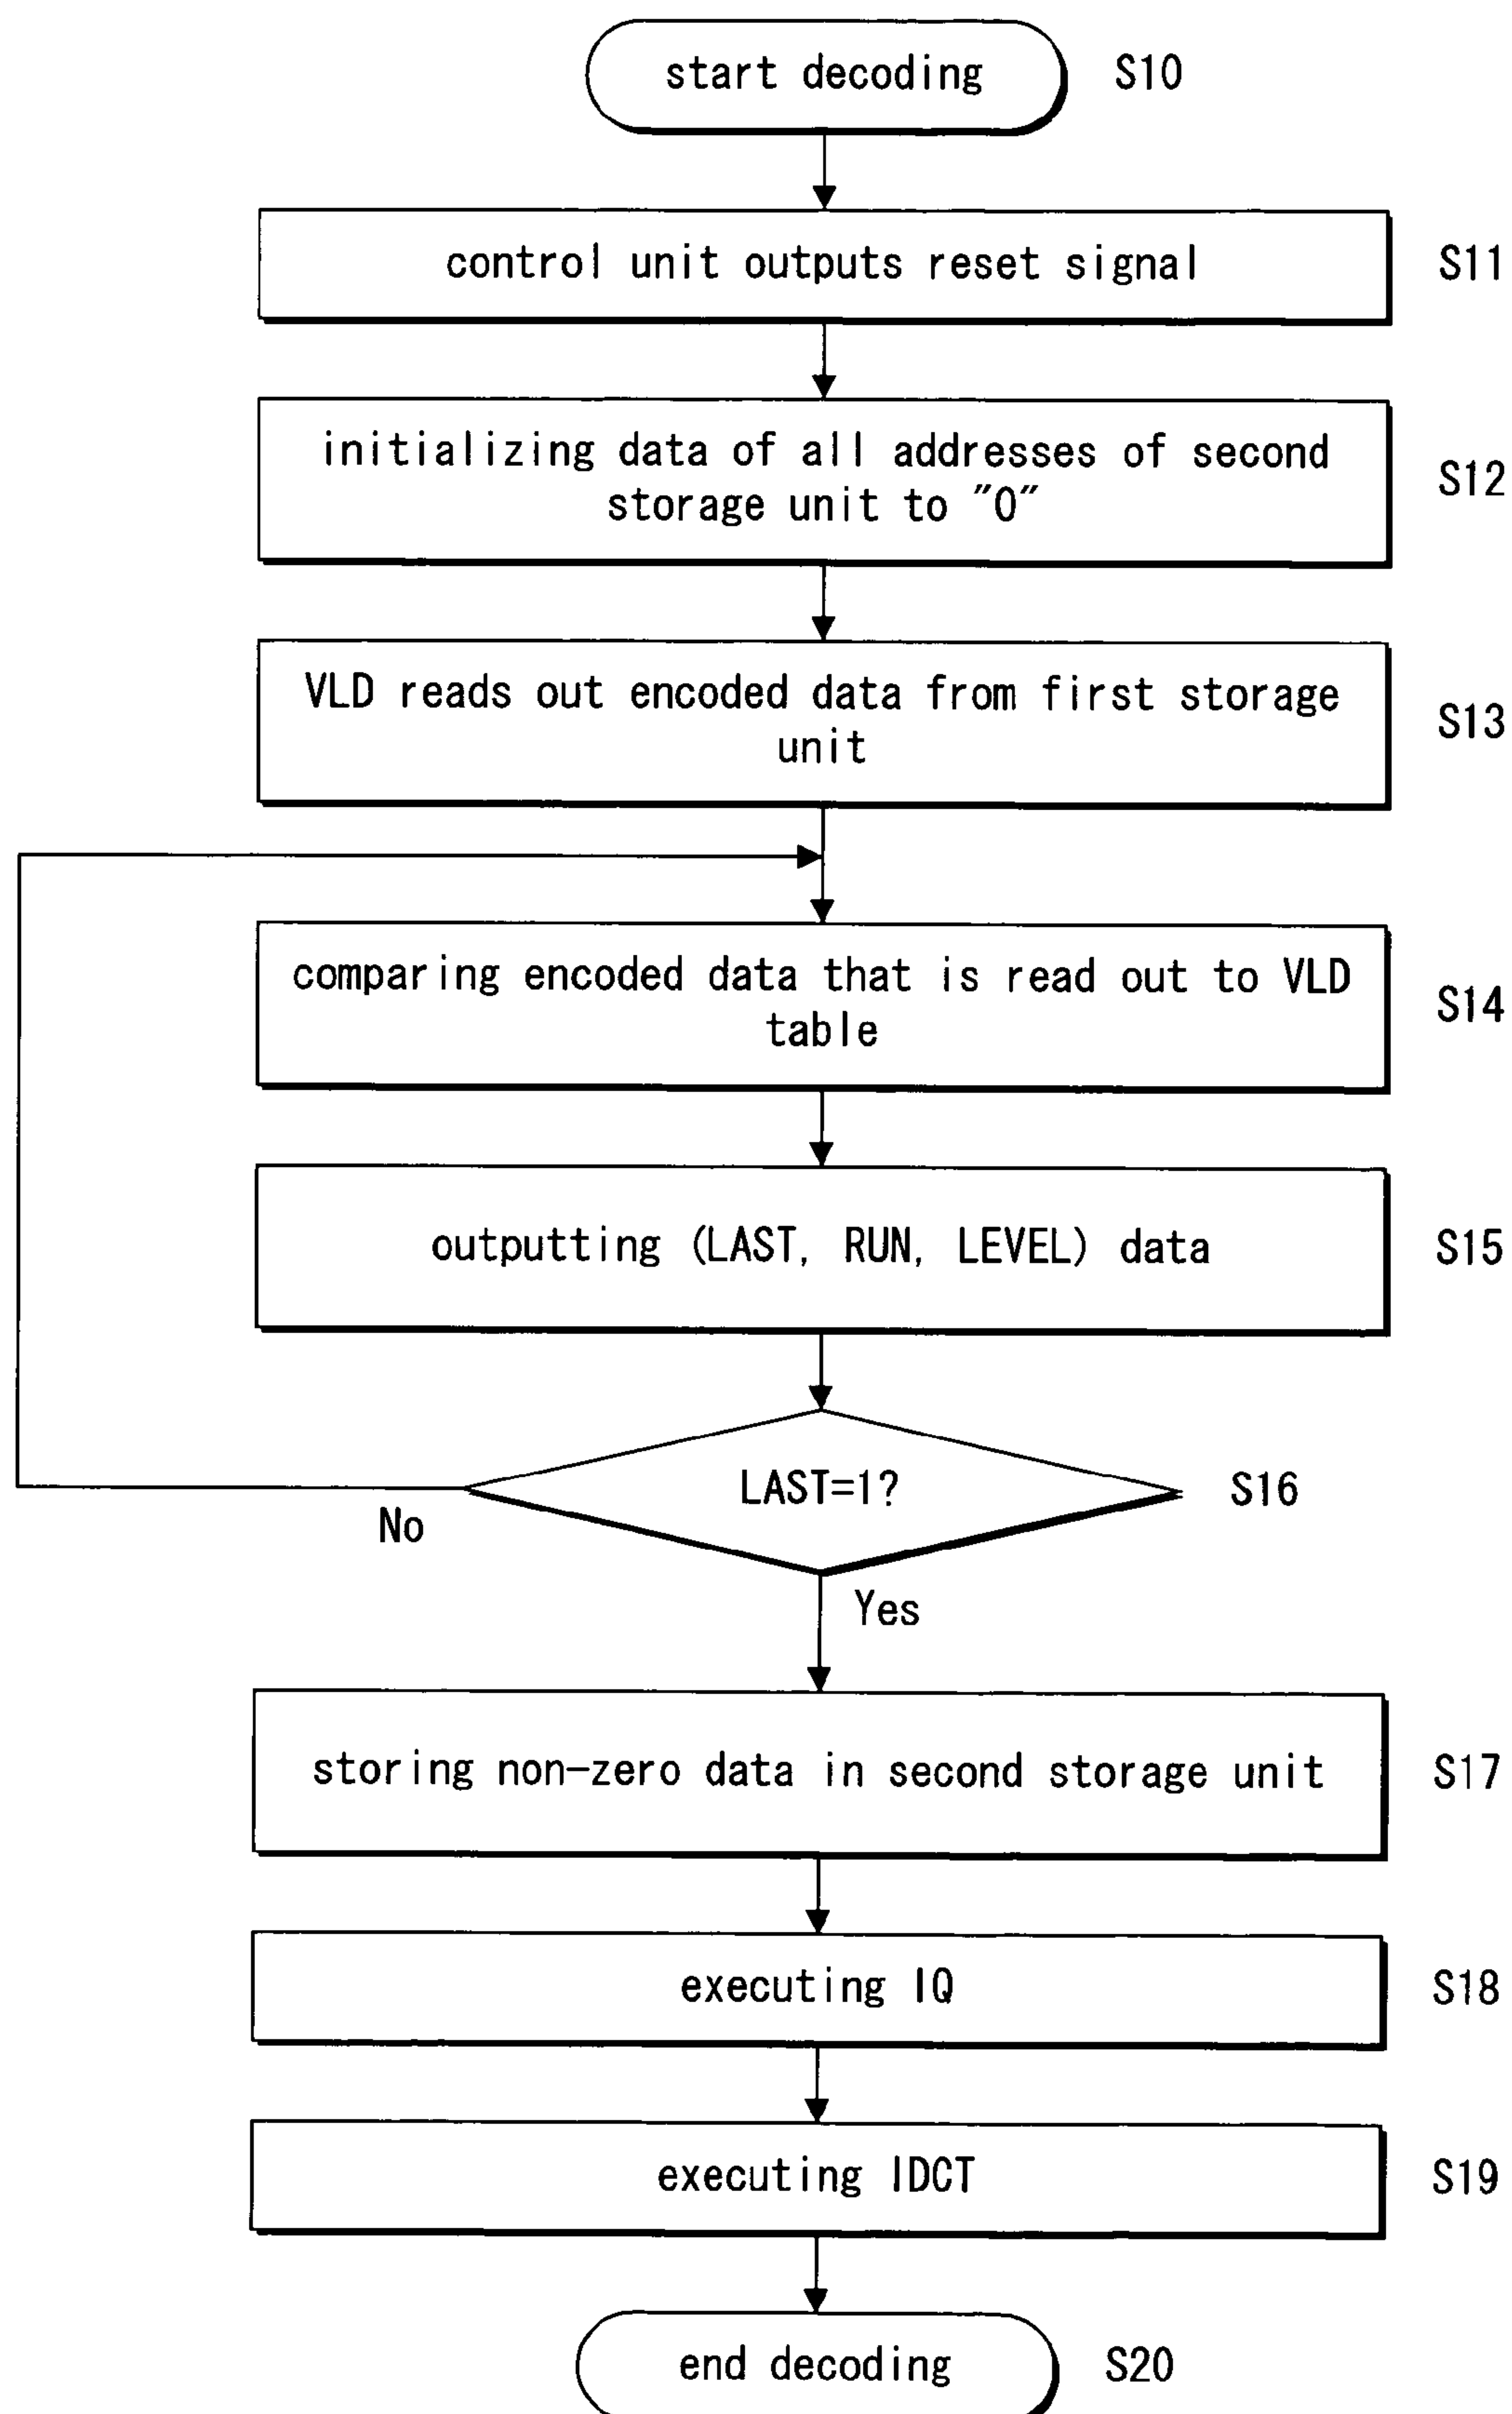 start decoding S10
control unit outputs reset signal S11
initializing data of all addresses of second
storage unit to "0"
S12
VLD reads out encoded data from first storage
unit
S13
comparing encoded data that is read out to VLD
table
S14
outputting (LAST, RUN, LEVEL) data S15
LAST=1? S16
No
Yes
storing non-zero data in second storage unit S17
executing IQ S18
executing IDCT S19
end decoding S20